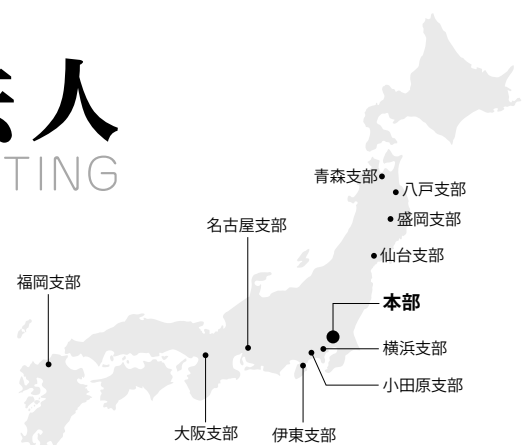 法人
TING
青森支部
八戸支部
盛岡支部
名古屋支部
仙台支部
福岡支部
本部
横浜支部
小田原支部
大阪支部
伊東支部